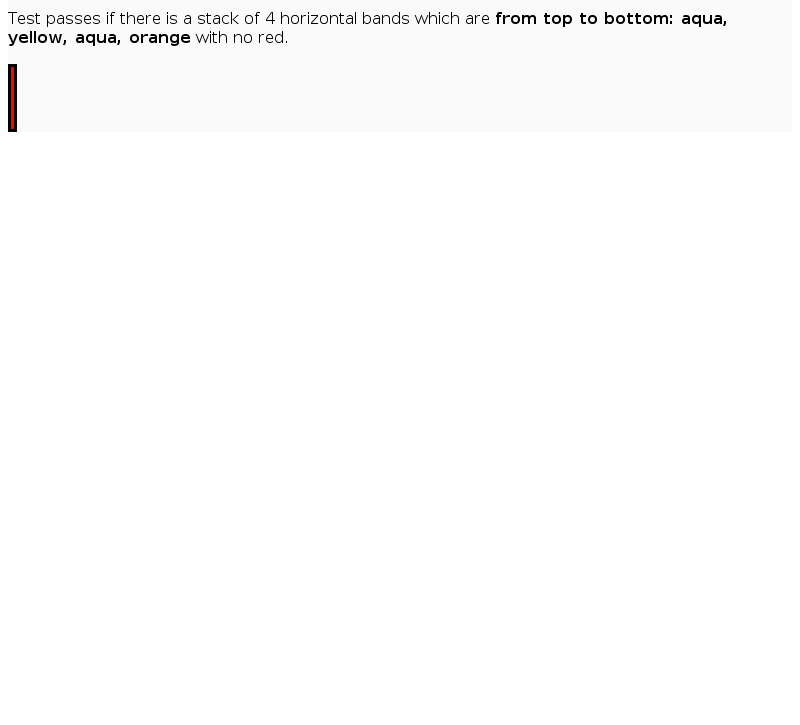 Test passes if there is a stack of 4 horizontal bands which are from top to bottom: aqua,
yellow, aqua, orange with no red.